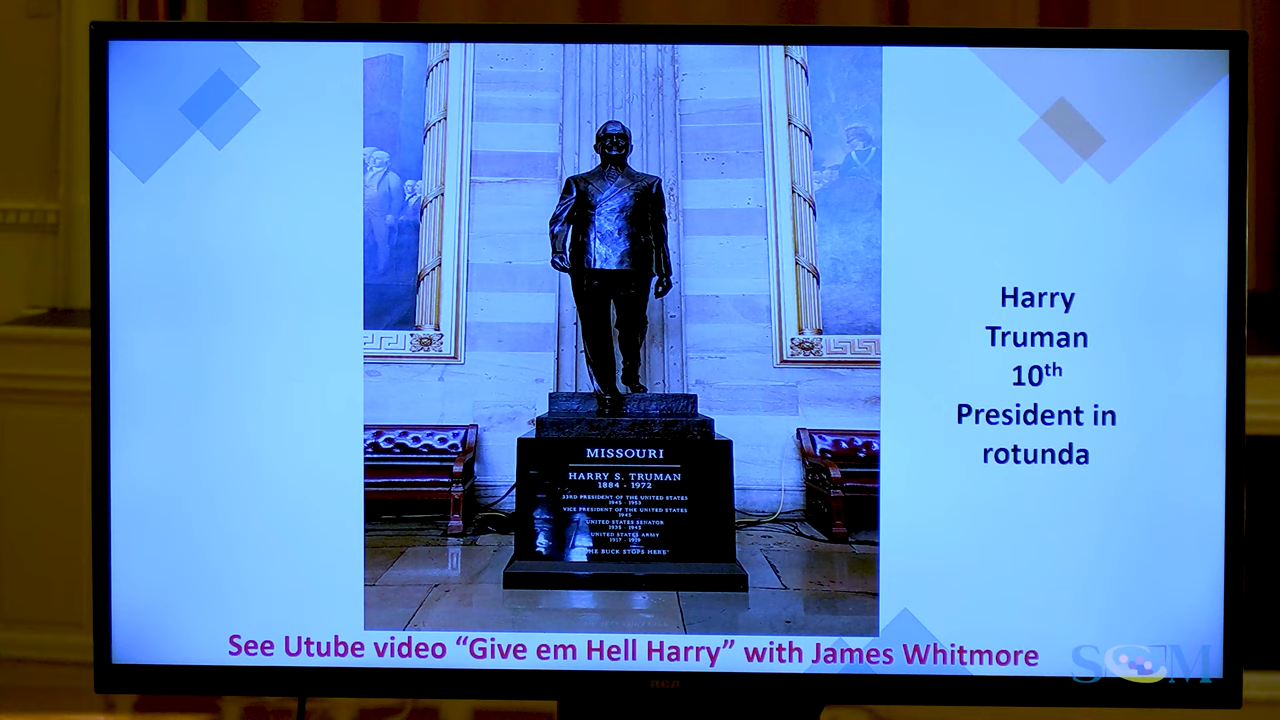 Harry
Truman
10th
President in
rotunda
MISSOURI
HARRY S. TRUMAN
1884 - 1972
33RD PRESIDENT OF THE UNITED STATES
1945 - 1953
VICE PRESIDENT OF THE UNITED STATES
1945
UNITED STATES SENATOR
1935 - 1945
UNITED STATES ARMY
1917 - 1919
BUCK STOPS HERE"
See Utube video “Give em Hell Harry” with James Whitmore
RCA